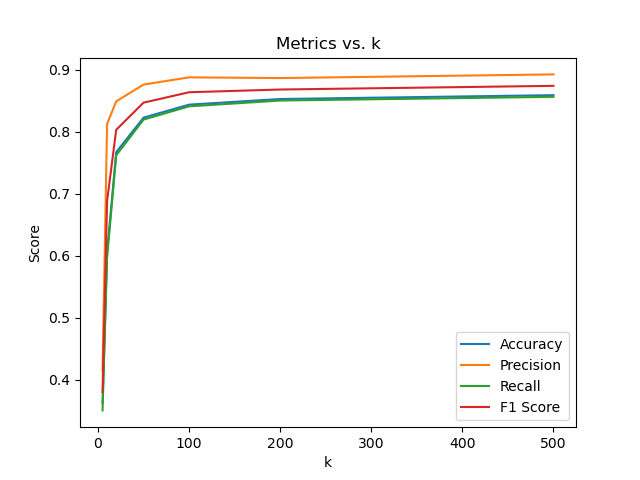 Metrics vs. k
0.9
0.8
0.7
0.6
0.5
0.4
Score
0 100 200 300 400 500
k
Accuracy
Precision
Recall
F1 Score